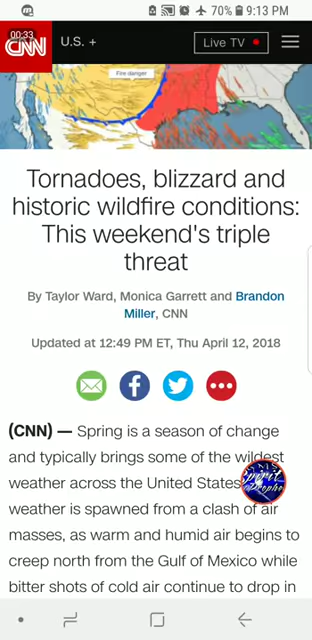 70% 9:13 PM
00:33
CNN
U.S. +
Live TV
Fire danger
Tornadoes, blizzard and
historic wildfire conditions:
This weekend's triple
threat
By Taylor Ward, Monica Garrett and Brandon
Miller, CNN
Updated at 12:49 PM ET, Thu April 12, 2018
(CNN) — Spring is a season of change
and typically brings some of the wildest
weather across the United States
weather is spawned from a clash of air
masses, as warm and humid air begins to
creep north from the Gulf of Mexico while
bitter shots of cold air continue to drop in